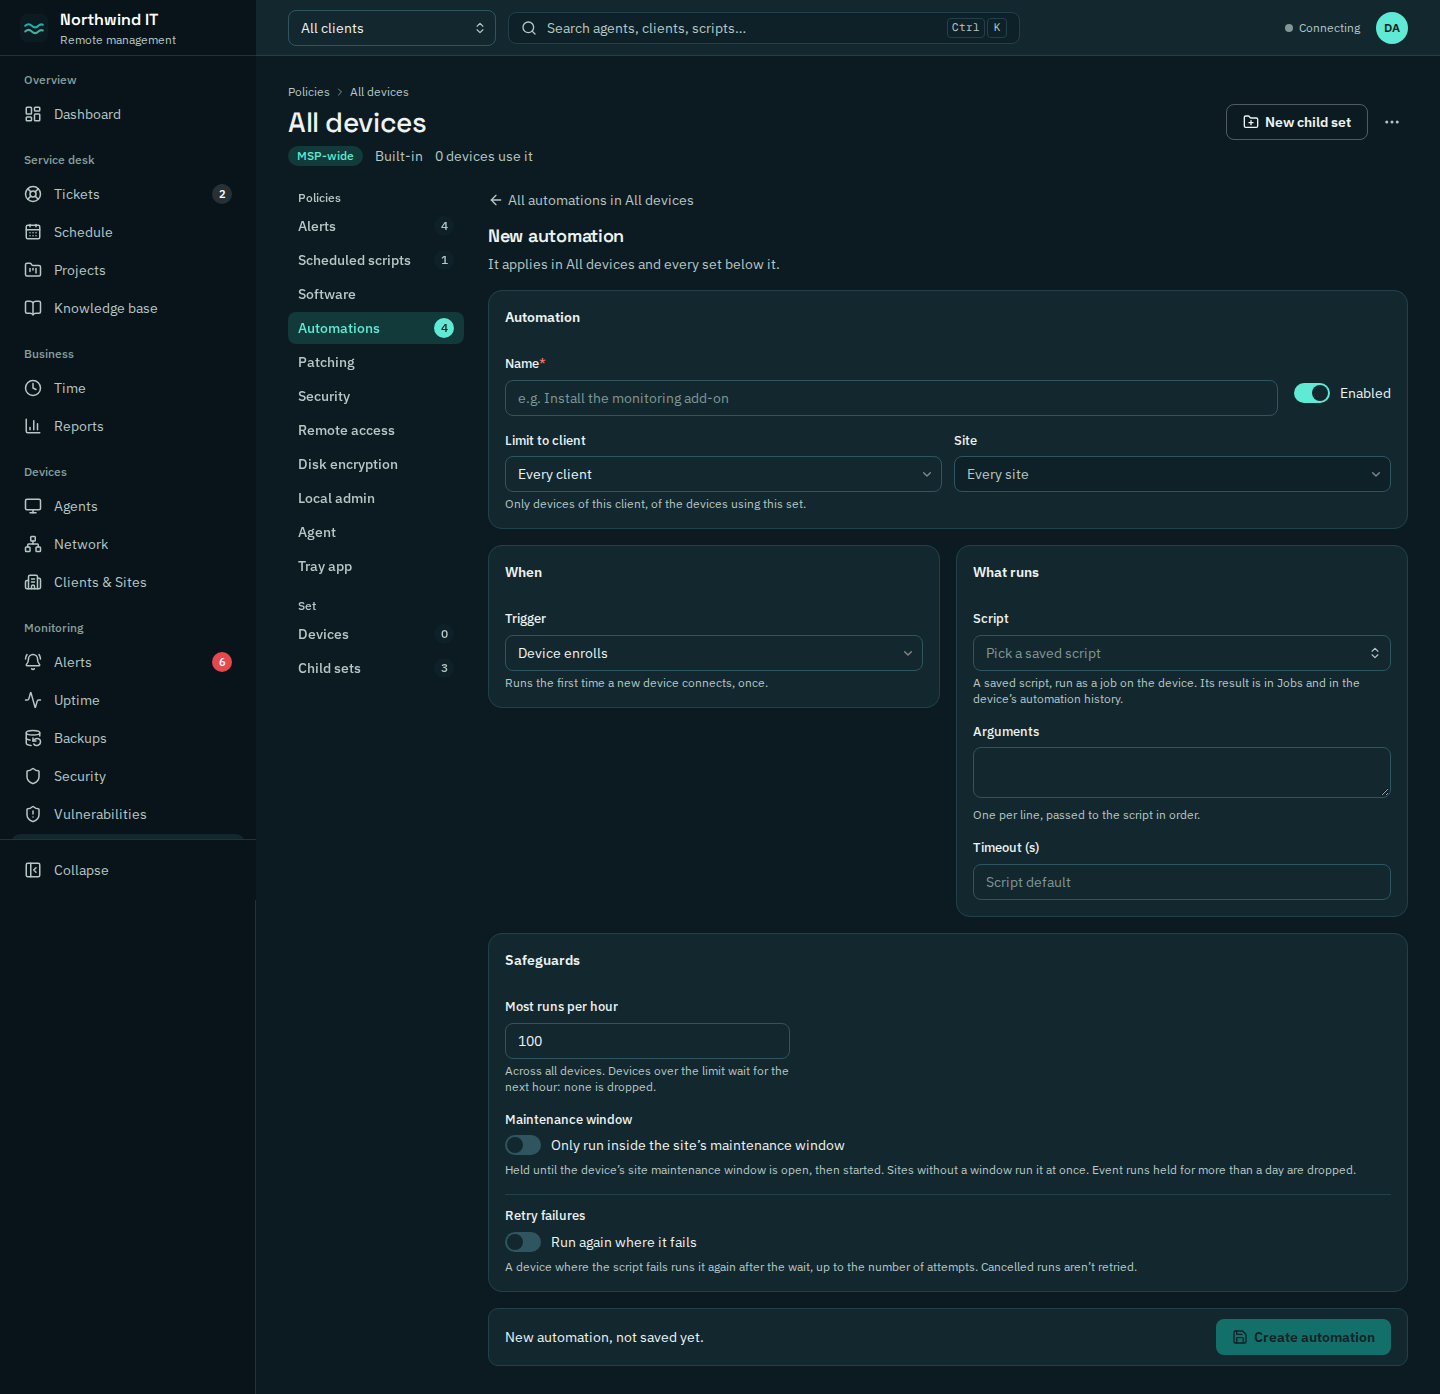 Northwind IT
Remote management
All clients
Search agents, clients, scripts...
Ctrl K
Connecting
DA
Overview
Dashboard
Service desk
Tickets 2
Schedule
Projects
Knowledge base
Business
Time
Reports
Devices
Agents
Network
Clients & Sites
Monitoring
Alerts 6
Uptime
Backups
Security
Vulnerabilities
Collapse
Policies > All devices
All devices
New child set
MSP-wide Built-in 0 devices use it
Policies
Alerts 4
Scheduled scripts 1
Software
Automations 4
Patching
Security
Remote access
Disk encryption
Local admin
Agent
Tray app
Set
Devices 0
Child sets 3
All automations in All devices
New automation
It applies in All devices and every set below it.
Automation
Name*
e.g. Install the monitoring add-on
Enabled
Limit to client
Every client
Only devices of this client, of the devices using this set.
Site
Every site
When
Trigger
Device enrolls
Runs the first time a new device connects, once.
What runs
Script
Pick a saved script
A saved script, run as a job on the device. Its result is in Jobs and in the
device's automation history.
Arguments
One per line, passed to the script in order.
Timeout (s)
Script default
Safeguards
Most runs per hour
100
Across all devices. Devices over the limit wait for the
next hour: none is dropped.
Maintenance window
Only run inside the site's maintenance window
Held until the device's site maintenance window is open, then started. Sites without a window run it at once. Event runs held for more than a day are dropped.
Retry failures
Run again where it fails
A device where the script fails runs it again after the wait, up to the number of attempts. Cancelled runs aren't retried.
New automation, not saved yet.
Create automation